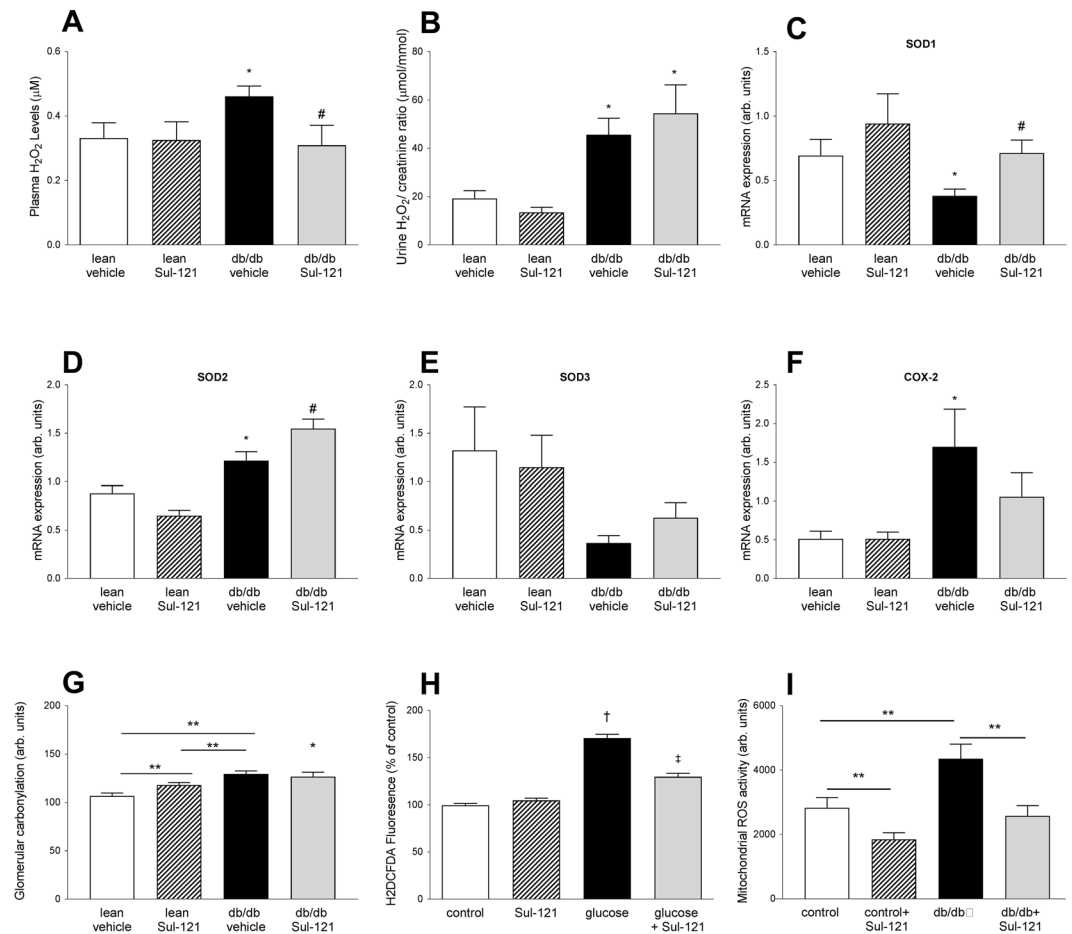 A
Plasma H2O2 Levels (μM)
0.6
0.4
0.2
0.0
*
#
lean
vehicle
lean
Sul-121
db/db
vehicle
db/db
Sul-121
B
Urine H2O2/ creatinine ratio (μmol/mmol)
80
60
40
20
0
*
*
lean
vehicle
lean
Sul-121
db/db
vehicle
db/db
Sul-121
C
SOD1
mRNA expression (arb. units)
1.5
1.0
0.5
0.0
*
#
lean
vehicle
lean
Sul-121
db/db
vehicle
db/db
Sul-121
D
SOD2
mRNA expression (arb. units)
2.0
1.5
1.0
0.5
0.0
*
#
lean
vehicle
lean
Sul-121
db/db
vehicle
db/db
Sul-121
E
SOD3
mRNA expression (arb. units)
2.0
1.5
1.0
0.5
0.0
lean
vehicle
lean
Sul-121
db/db
vehicle
db/db
Sul-121
F
COX-2
mRNA expression (arb. units)
2.5
2.0
1.5
1.0
0.5
0.0
*
lean
vehicle
lean
Sul-121
db/db
vehicle
db/db
Sul-121
G
Glomerular carbonylation (arb. units)
200
150
100
50
0
**
**
**
*
lean
vehicle
lean
Sul-121
db/db
vehicle
db/db
Sul-121
H
H2DCFDA Fluoresence (% of control)
200
150
100
50
0
†
‡
control
Sul-121
glucose
glucose
+ Sul-121
I
Mitochondrial ROS activity (arb. units)
6000
4000
2000
0
**
**
**
control
control+
Sul-121
db/db□
db/db+
Sul-121